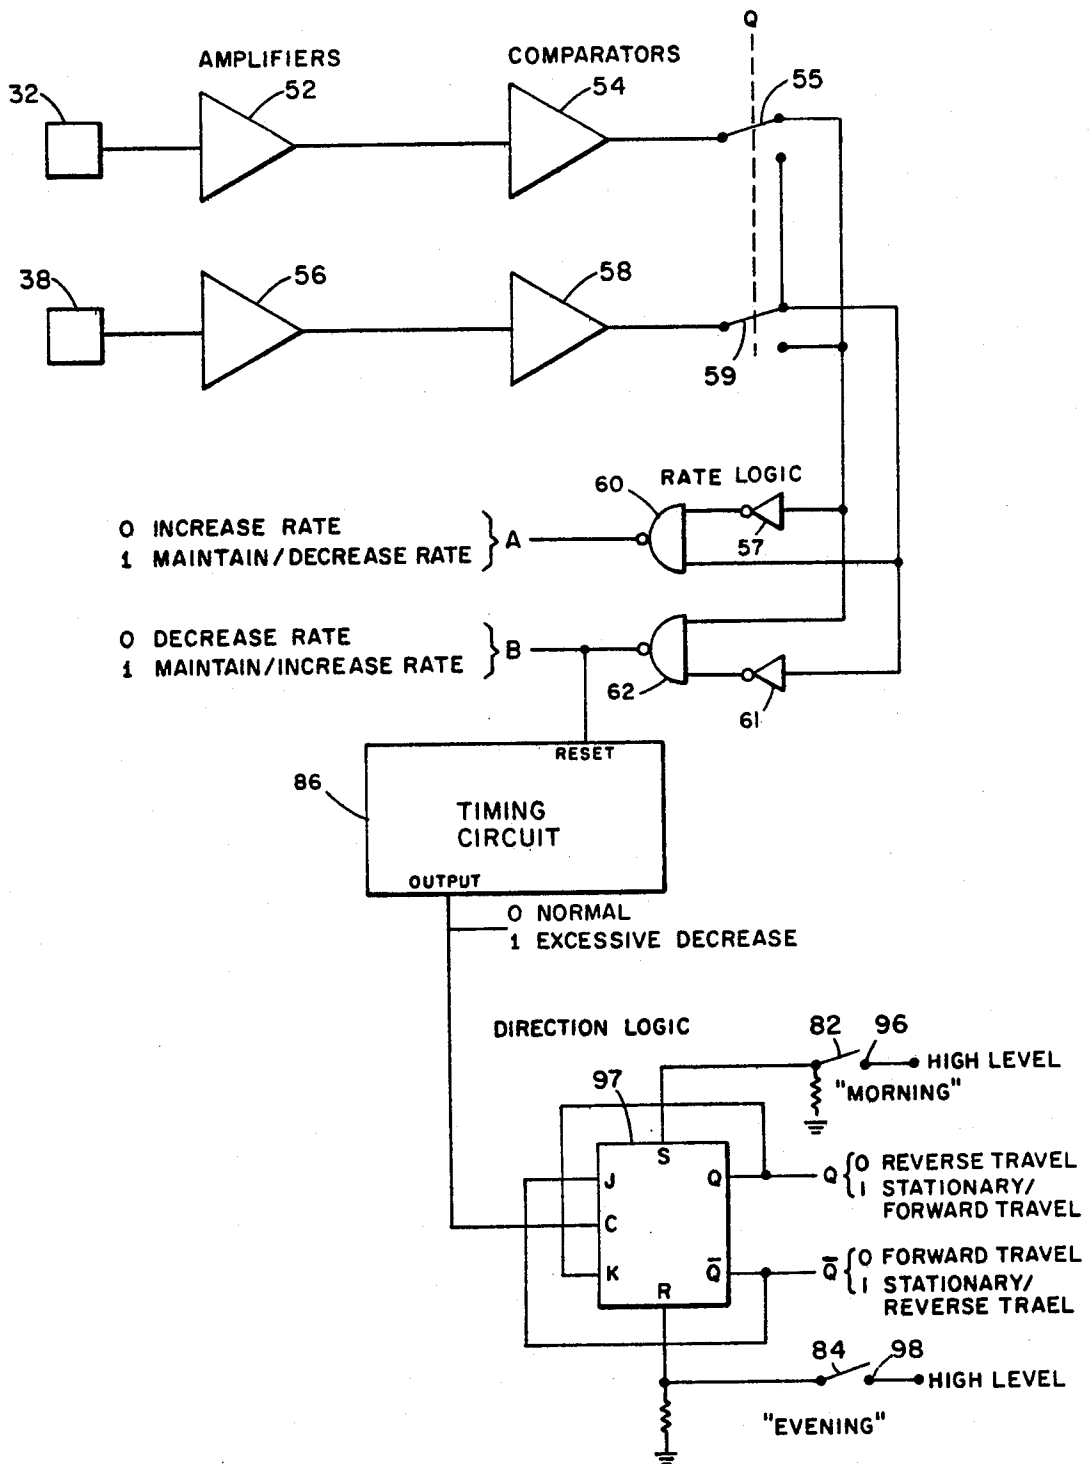 Q
AMPLIFIERS
COMPARATORS
32
52
54
55
38
56
58
59
RATE LOGIC
60
57
0 INCREASE RATE
1 MAINTAIN/DECREASE RATE
A
0 DECREASE RATE
1 MAINTAIN/INCREASE RATE
B
62
61
RESET
86
TIMING
CIRCUIT
OUTPUT
0 NORMAL
1 EXCESSIVE DECREASE
DIRECTION LOGIC
82
96
HIGH LEVEL
"MORNING"
97
S
J
Q
C
K
Q̅
R
Q
0 REVERSE TRAVEL
1 STATIONARY/
FORWARD TRAVEL
Q̅
0 FORWARD TRAVEL
1 STATIONARY/
REVERSE TRAEL
84
98
HIGH LEVEL
"EVENING"